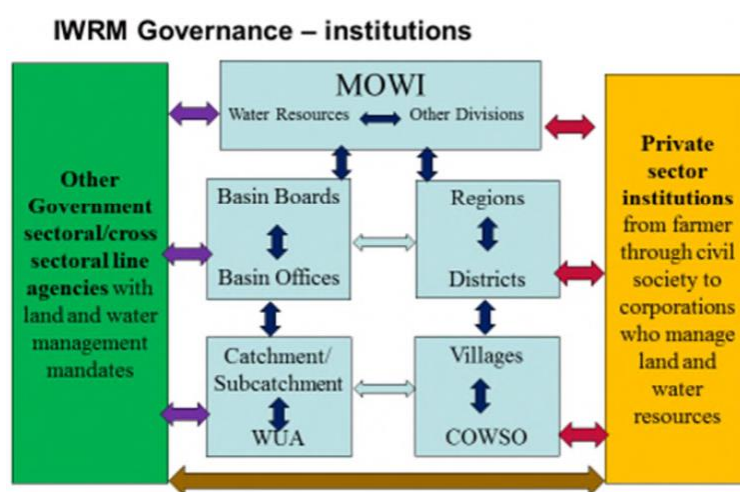 IWRM Governance – institutions
MOWI
Water Resources
Other Divisions
Other
Government
sectoral/cross
sectoral line
agencies with
land and water
management
mandates
Basin Boards
Basin Offices
Regions
Districts
Catchment/
Subcatchment
WUA
Villages
COWSO
Private
sector
institutions
from farmer
through civil
society to
corporations
who manage
land and
water
resources